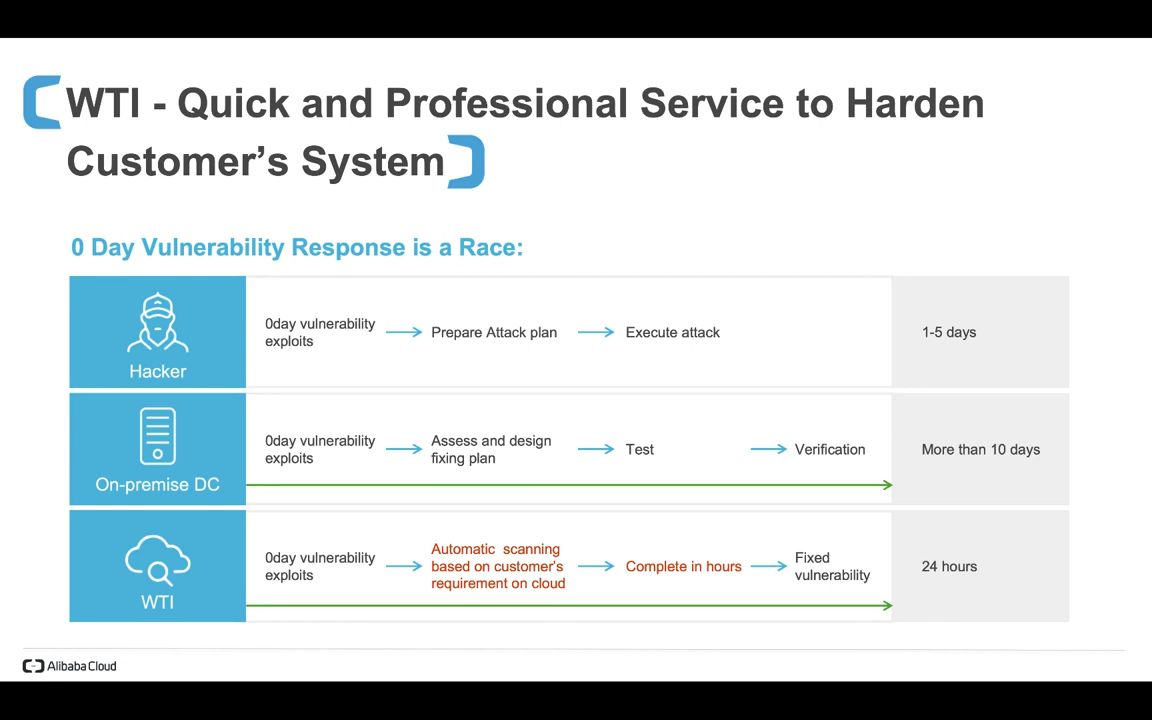 WTI - Quick and Professional Service to Harden
Customer’s System
0 Day Vulnerability Response is a Race:
Hacker
0day vulnerability
exploits
Prepare Attack plan
Execute attack
1-5 days
On-premise DC
0day vulnerability
exploits
Assess and design
fixing plan
Test
Verification
More than 10 days
WTI
0day vulnerability
exploits
Automatic scanning
based on customer’s
requirement on cloud
Complete in hours
Fixed
vulnerability
24 hours
Alibaba Cloud